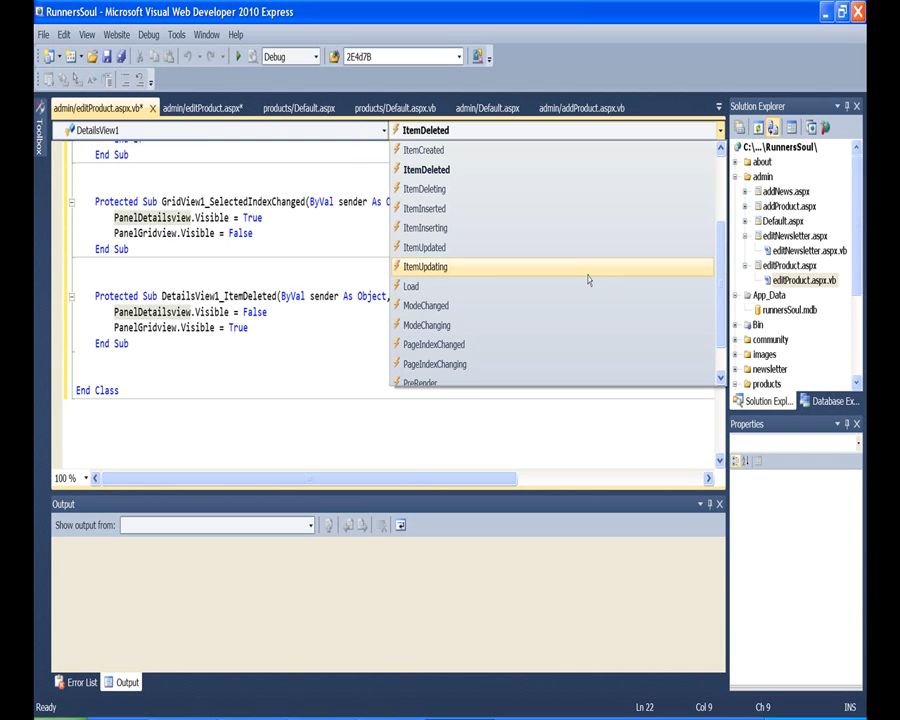 RunnersSoul - Microsoft Visual Web Developer 2010 Express
File Edit View Website Debug Tools Window Help
Debug 2E4d7B
admin/editProduct.aspx.vb* admin/editProduct.aspx* products/Default.aspx products/Default.aspx.vb admin/Default.aspx admin/addProduct.aspx.vb
Toolbox
DetailsView1 ItemDeleted
End Sub
Protected Sub GridView1_SelectedIndexChanged(ByVal sender As O
PanelDetailsview.Visible = True
PanelGridview.Visible = False
End Sub
Protected Sub DetailsView1_ItemDeleted(ByVal sender As Object,
PanelDetailsview.Visible = False
PanelGridview.Visible = True
End Sub
End Class
ItemCreated
ItemDeleted
ItemDeleting
ItemInserted
ItemInserting
ItemUpdated
ItemUpdating
Load
ModeChanged
ModeChanging
PageIndexChanged
PageIndexChanging
PreRender
100 %
Solution Explorer
C:\...\RunnersSoul\
about
admin
addNews.aspx
addProduct.aspx
Default.aspx
editNewsletter.aspx
editNewsletter.aspx.vb
editProduct.aspx
editProduct.aspx.vb
App_Data
runnersSoul.mdb
Bin
community
images
newsletter
products
Solution Expl... Database Ex...
Properties
Output
Show output from:
Error List Output
Ready Ln 22 Col 9 Ch 9 INS